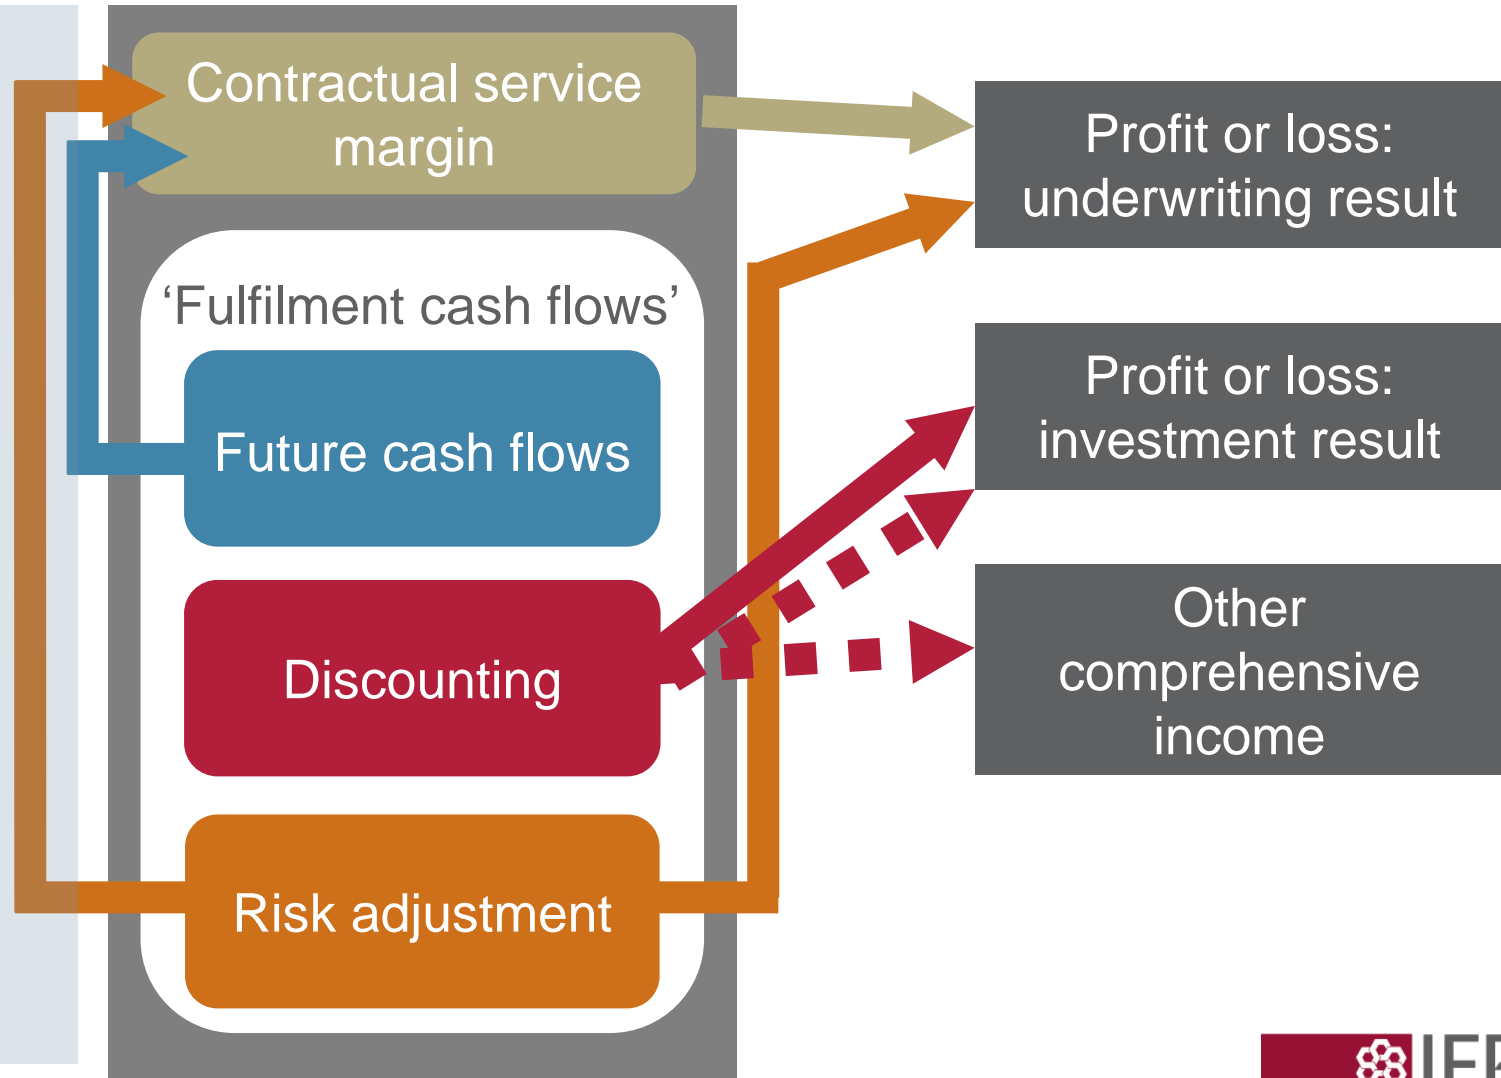 Contractual service
margin
‘Fulfilment cash flows’
Future cash flows
Discounting
Risk adjustment
Profit or loss:
underwriting result
Profit or loss:
investment result
Other
comprehensive
income